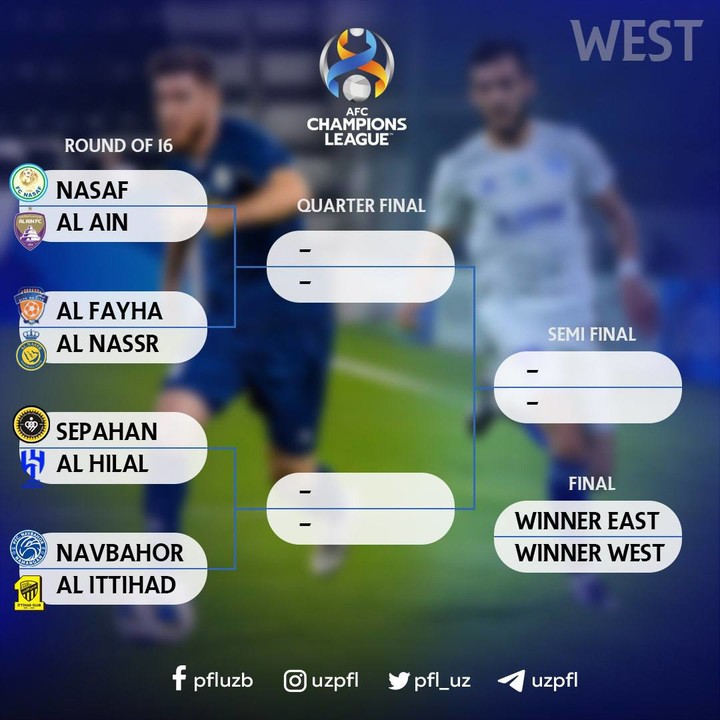 WEST
AFC
CHAMPIONS
LEAGUE
ROUND OF 16
NASAF
AL AIN
AL FAYHA
AL NASSR
SEPAHAN
AL HILAL
NAVBAHOR
AL ITTIHAD
QUARTER FINAL
-
-
-
-
SEMI FINAL
-
-
FINAL
WINNER EAST
WINNER WEST
pfluzb
uzpfl
pfl_uz
uzpfl